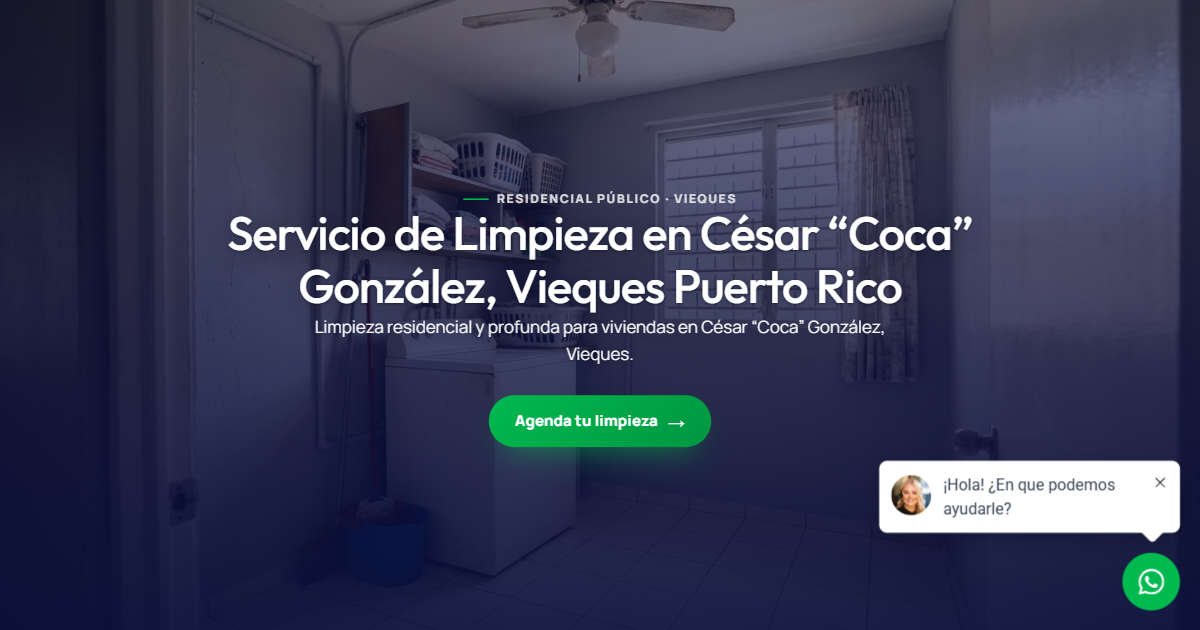 RESIDENCIAL PÚBLICO · VIEQUES
Servicio de Limpieza en César “Coca”
González, Vieques Puerto Rico
Limpieza residencial y profunda para viviendas en César “Coca” González,
Vieques.
Agenda tu limpieza →
¡Hola! ¿En que podemos
ayudarle?